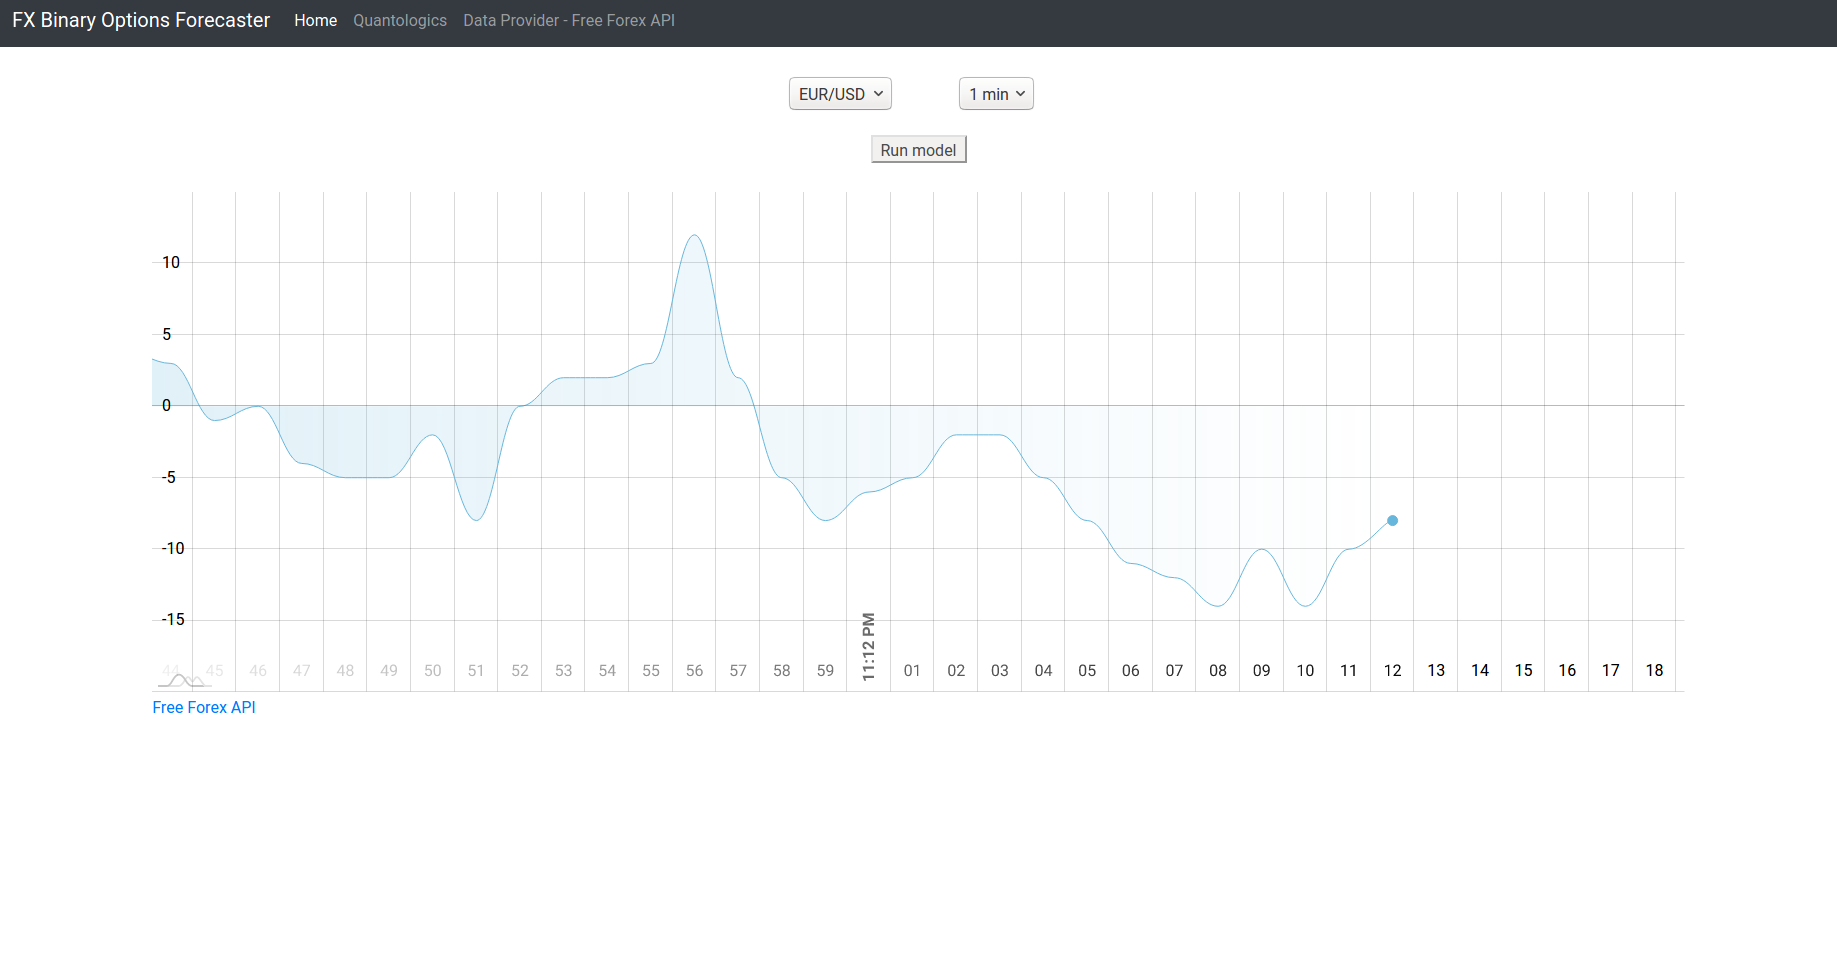 FX Binary Options Forecaster Home Quantologics Data Provider - Free Forex API
EUR/USD 1 min
Run model
10
5
0
-5
-10
-15
44 45 46 47 48 49 50 51 52 53 54 55 56 57 58 59 11:12 PM 01 02 03 04 05 06 07 08 09 10 11 12 13 14 15 16 17 18
Free Forex API